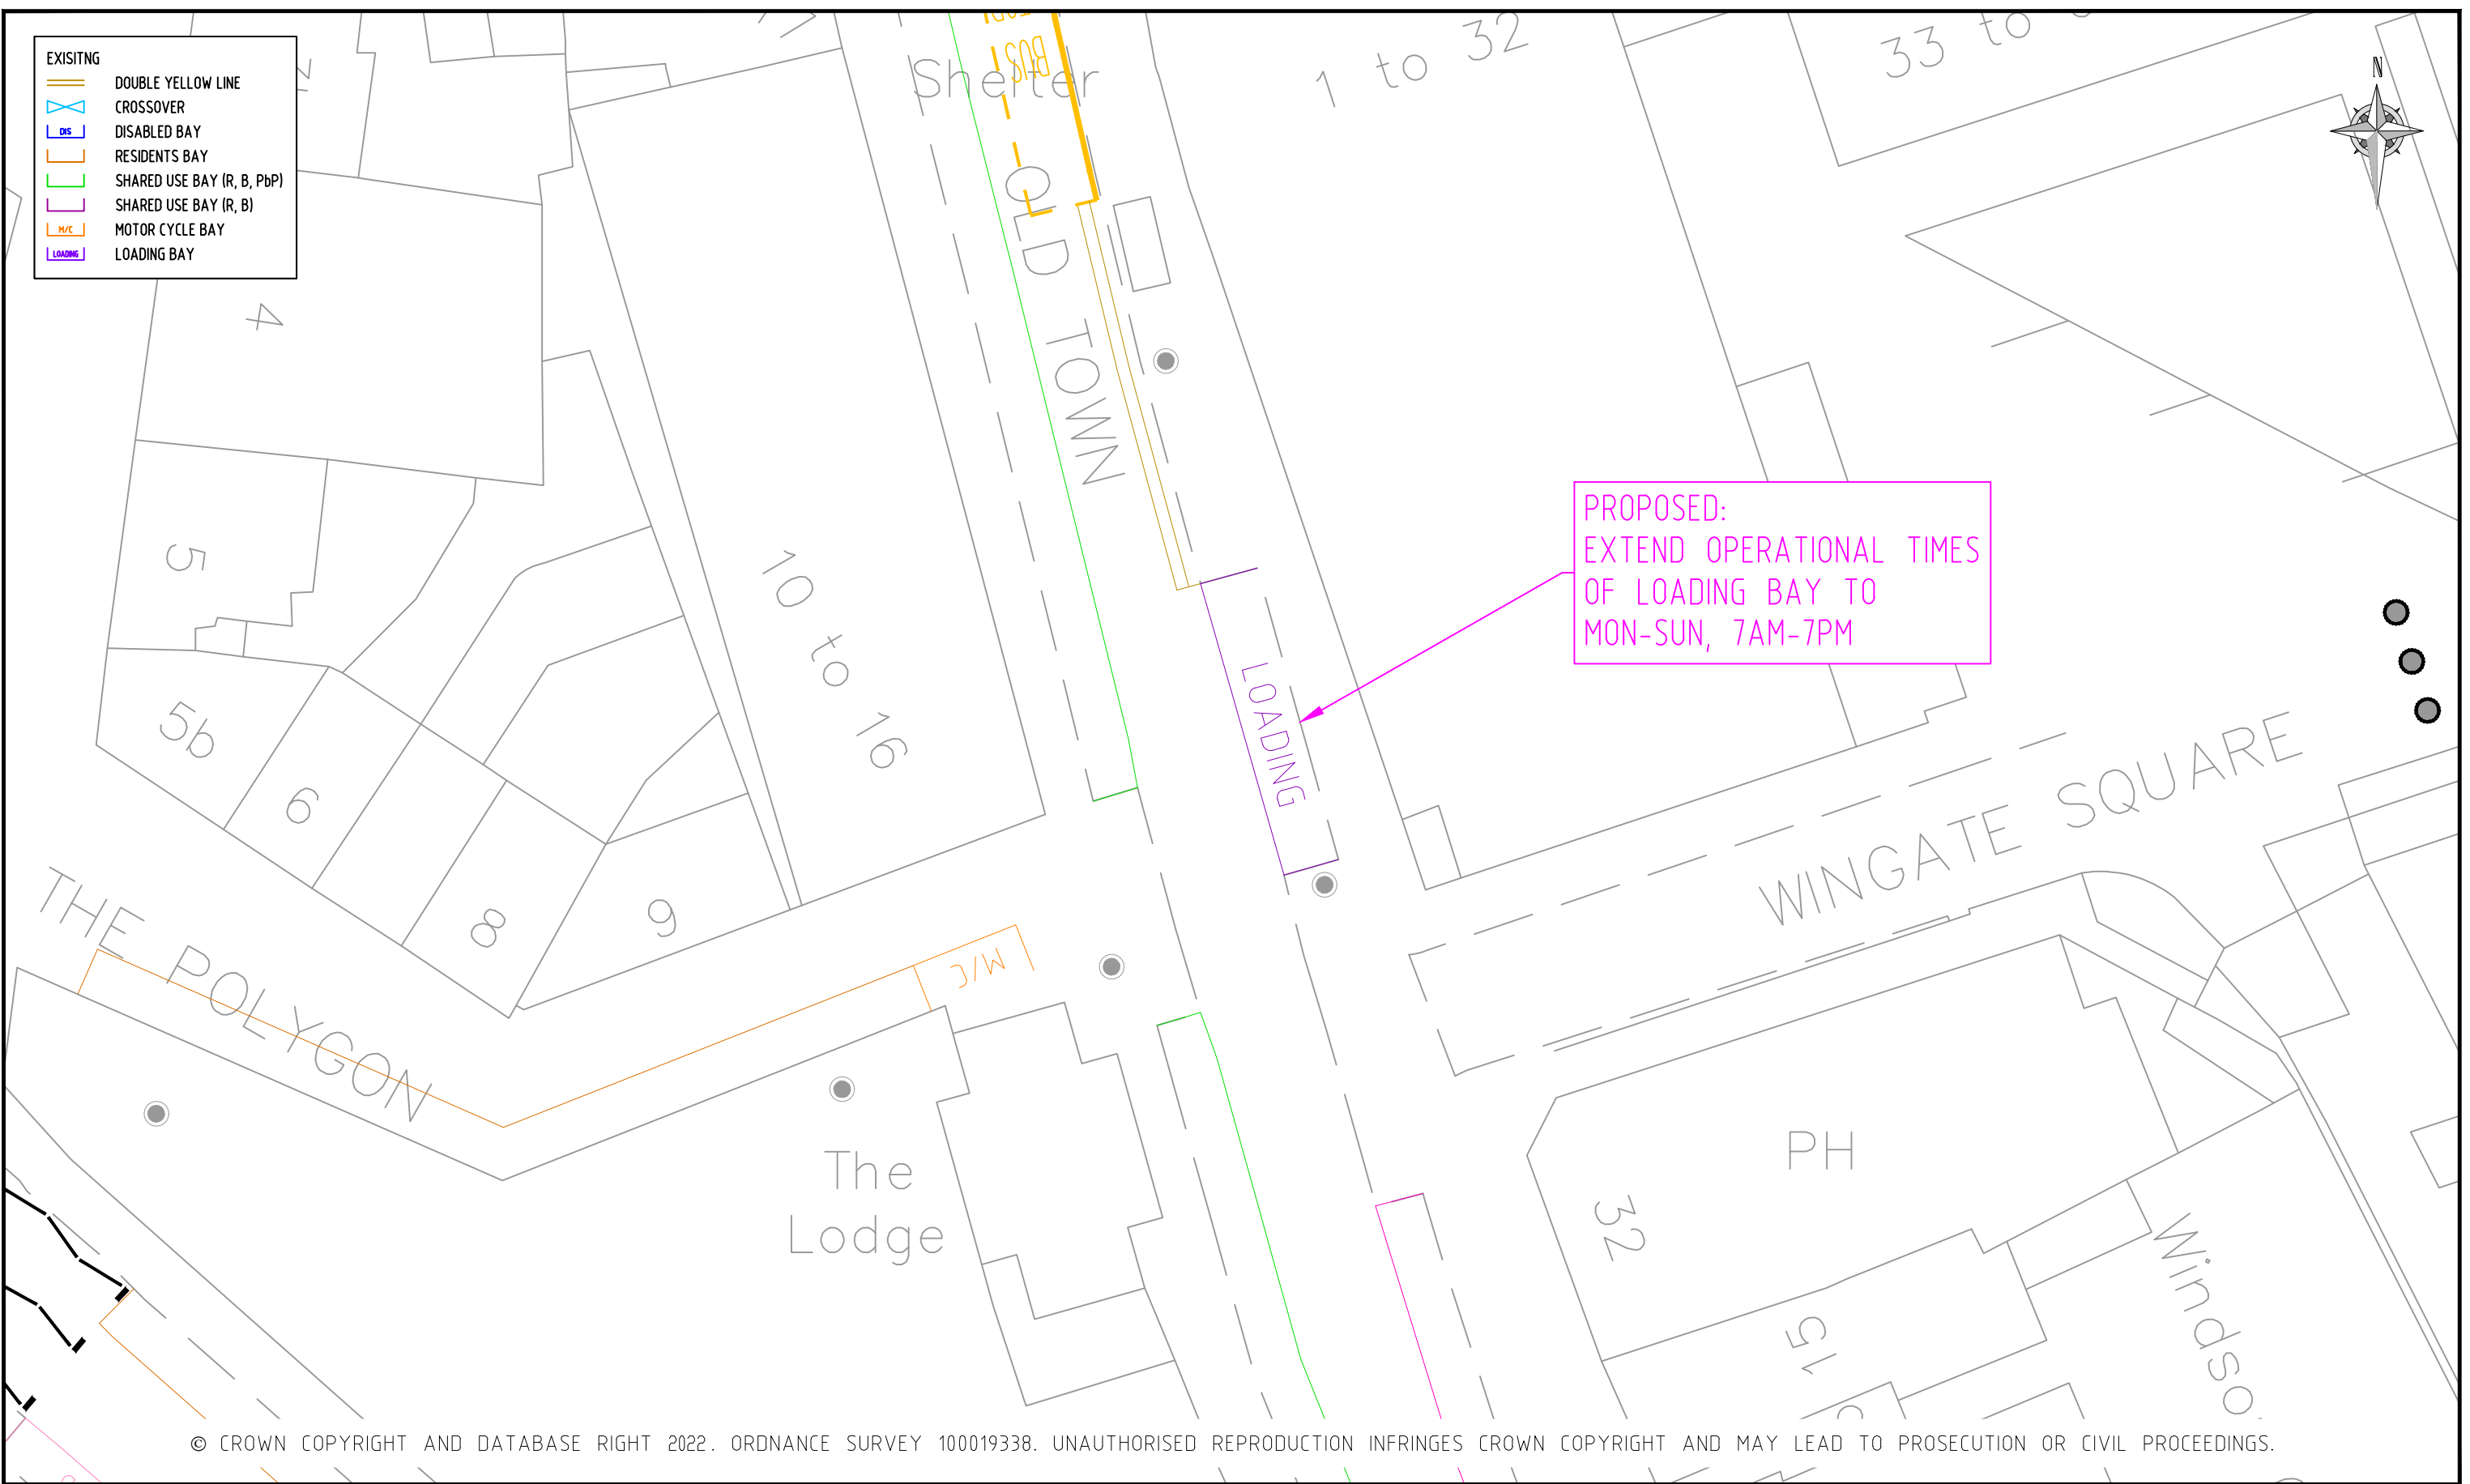 EXISITNG
DOUBLE YELLOW LINE
CROSSOVER
DIS DISABLED BAY
RESIDENTS BAY
SHARED USE BAY (R, B, PbP)
SHARED USE BAY (R, B)
M/C MOTOR CYCLE BAY
LOADING LOADING BAY
BUS
Shelter
1 to 32
33 to
N
OLD TOWN
4
5
5b
6
8
9
10 to 16
PROPOSED:
EXTEND OPERATIONAL TIMES
OF LOADING BAY TO
MON-SUN, 7AM-7PM
LOADING
WINGATE SQUARE
THE POLYGON
M/C
The
Lodge
PH
32
15
Windso
© CROWN COPYRIGHT AND DATABASE RIGHT 2022. ORDNANCE SURVEY 100019338. UNAUTHORISED REPRODUCTION INFRINGES CROWN COPYRIGHT AND MAY LEAD TO PROSECUTION OR CIVIL PROCEEDINGS.